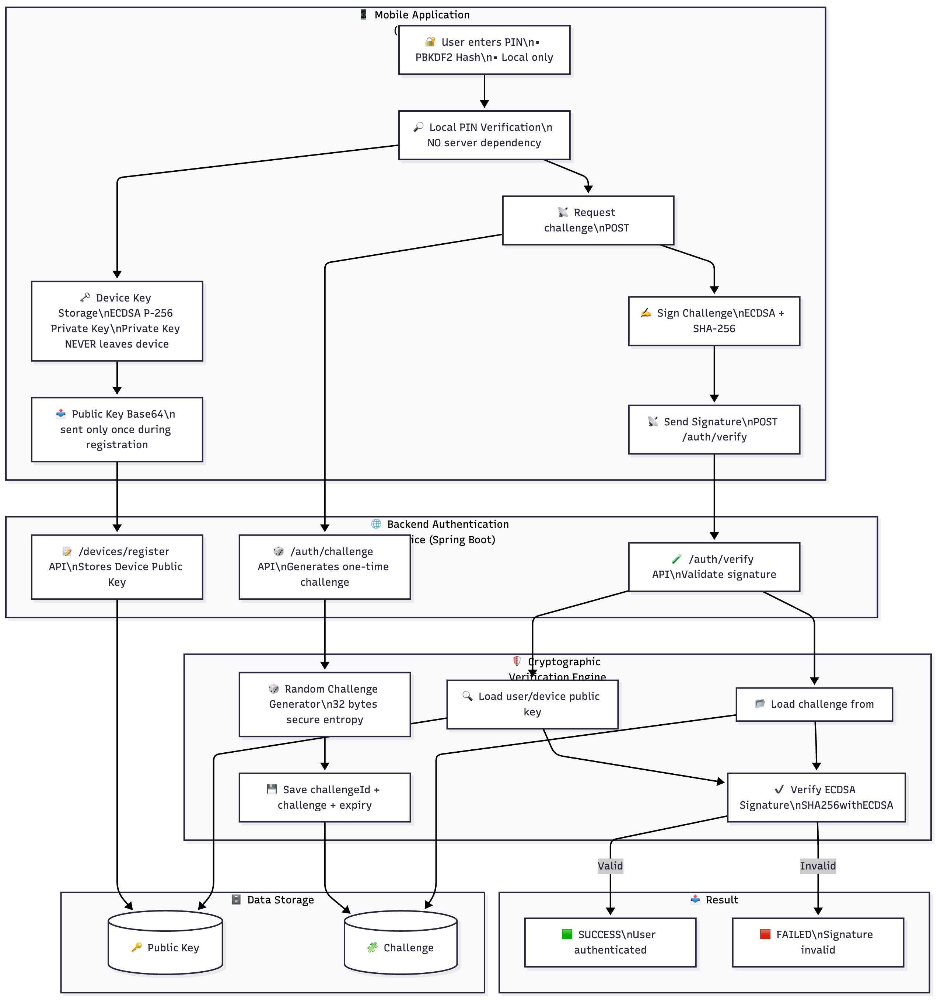 📱 Mobile Application
(
🔐 User enters PIN\n▪
PBKDF2 Hash\n▪ Local only
🔎 Local PIN Verification\n
NO server dependency
📡 Request
challenge\nPOST
🗝 Device Key
Storage\nECDSA P-256
Private Key\nPrivate Key
NEVER leaves device
✍ Sign Challenge\nECDSA +
SHA-256
📤 Public Key Base64\n
sent only once during
registration
📡 Send Signature\nPOST
/auth/verify
🌐 Backend Authentication
ice (Spring Boot)
📝 /devices/register
API\nStores Device Public
Key
🎲 /auth/challenge
API\nGenerates one-time
challenge
🧪 /auth/verify
API\nValidate signature
🛡 Cryptographic
Verification Engine
🎲 Random Challenge
Generator\n32 bytes
secure entropy
🔍 Load user/device public
key
📂 Load challenge from
💾 Save challengeId +
challenge + expiry
✔ Verify ECDSA
Signature\nSHA256withECDSA
Valid
Invalid
🗄 Data Storage
🔑 Public Key
🧩 Challenge
📤 Result
🟩 SUCCESS\nUser
authenticated
🟥 FAILED\nSignature
invalid